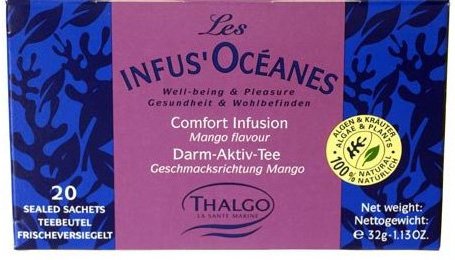 Les
INFUS'OCÉANES
Well-being & Pleasure
Gesundheit & Wohlbefinden
Comfort Infusion
Mango flavour
Darm-Aktiv-Tee
Geschmacksrichtung Mango
ALGEN & KRÄUTER
ALGAE & PLANTS
100% NATURAL
NATÜRLICH
20
SEALED SACHETS
TEEBEUTEL
FRISCHEVERSIEGELT
THALGO
LA SANTÉ MARINE
Net weight:
Nettogewicht:
e 32g - 1.13 OZ.